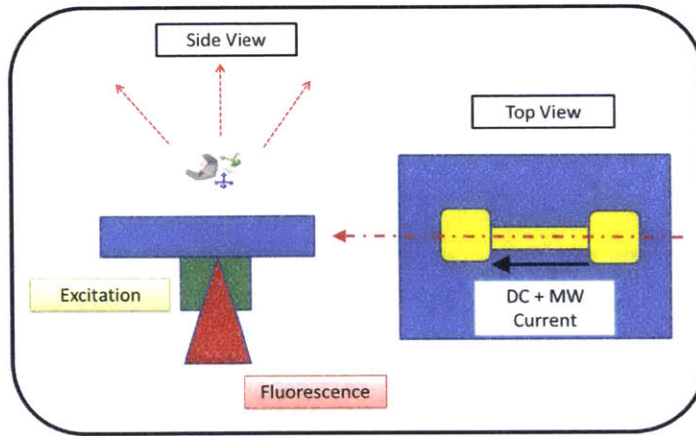 Side View
Top View
Excitation
DC + MW
Current
Fluorescence